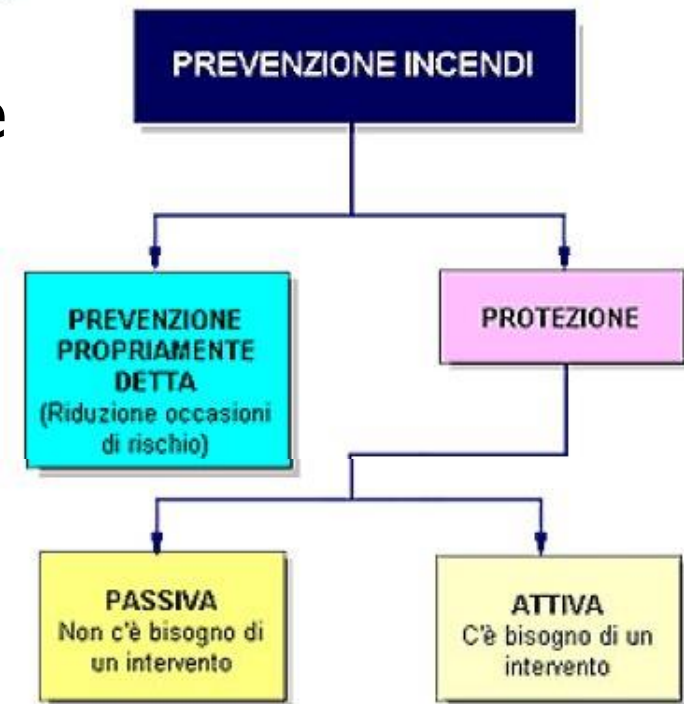 PREVENZIONE INCENDI
e
PREVENZIONE
PROPRIAMENTE
DETTA
(Riduzione occasioni
di rischio)
PROTEZIONE
PASSIVA
Non c'è bisogno di
un intervento
ATTIVA
C'è bisogno di un
intervento